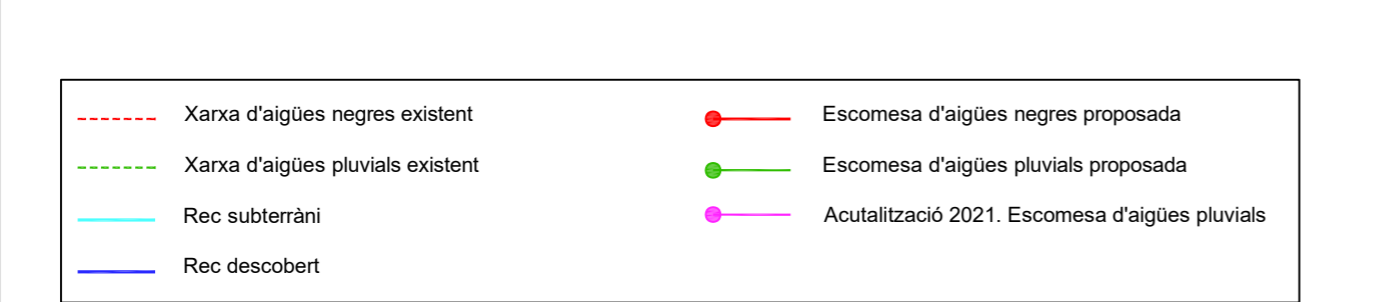 Xarxa d'aigües negres existent
Xarxa d'aigües pluvials existent
Rec subterràni
Rec descobert
Escomesa d'aigües negres proposada
Escomesa d'aigües pluvials proposada
Acutalització 2021. Escomesa d'aigües pluvials